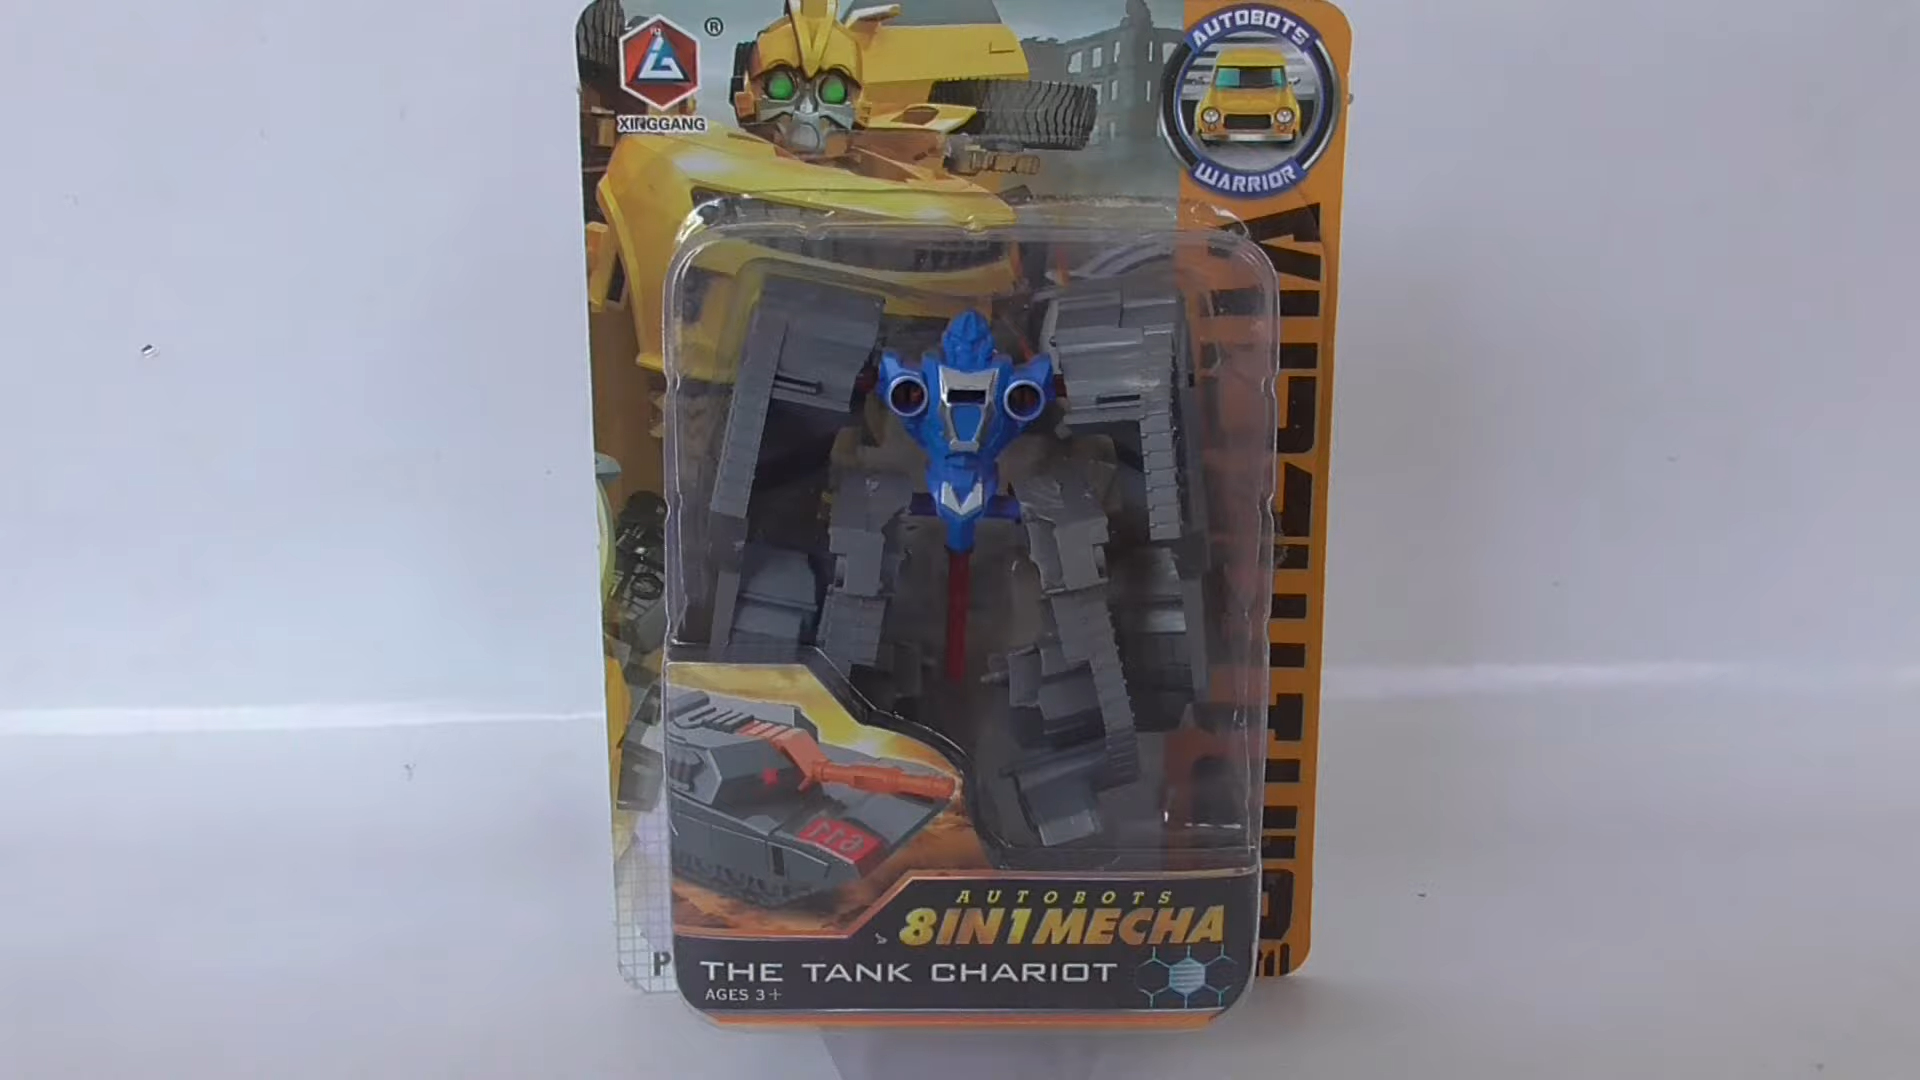 ®
XINGGANG
AUTOBOTS
WARRIOR
AUTOBOTS
8IN1MECHA
THE TANK CHARIOT
AGES 3+